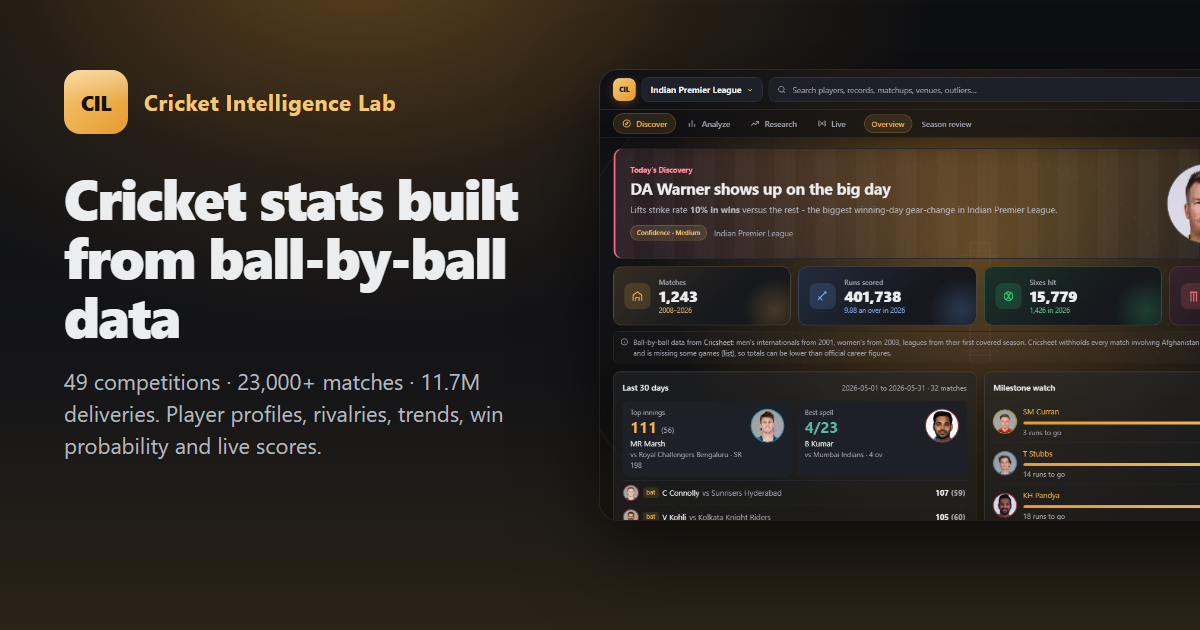 CIL
Cricket Intelligence Lab
Cricket stats built
from ball-by-ball
data
49 competitions · 23,000+ matches · 11.7M
deliveries. Player profiles, rivalries, trends, win
probability and live scores.
CIL
Indian Premier League
Search players, records, matchups, venues, outliers...
Discover
Analyze
Research
Live
Overview
Season review
Today's Discovery
DA Warner shows up on the big day
Lifts strike rate 10% in wins versus the rest - the biggest winning-day gear-change in Indian Premier League.
Confidence · Medium
Indian Premier League
Matches
1,243
2008–2026
Runs scored
401,738
9.88 an over in 2026
Sixes hit
15,779
1,426 in 2026
Ball-by-ball data from Cricsheet: men's internationals from 2001, women's from 2003, leagues from their first covered season. Cricsheet withholds every match involving Afghanistan
and is missing some games (list), so totals can be lower than official career figures.
Last 30 days
2026-05-01 to 2026-05-31 · 32 matches
Top innings
111 (56)
MR Marsh
vs Royal Challengers Bengaluru · SR
198
Best spell
4/23
B Kumar
vs Mumbai Indians · 4 ov
bat C Connolly vs Sunrisers Hyderabad 107 (59)
bat V Kohli vs Kolkata Knight Riders 105 (60)
Milestone watch
SM Curran
3 runs to go
T Stubbs
14 runs to go
KH Pandya
18 runs to go